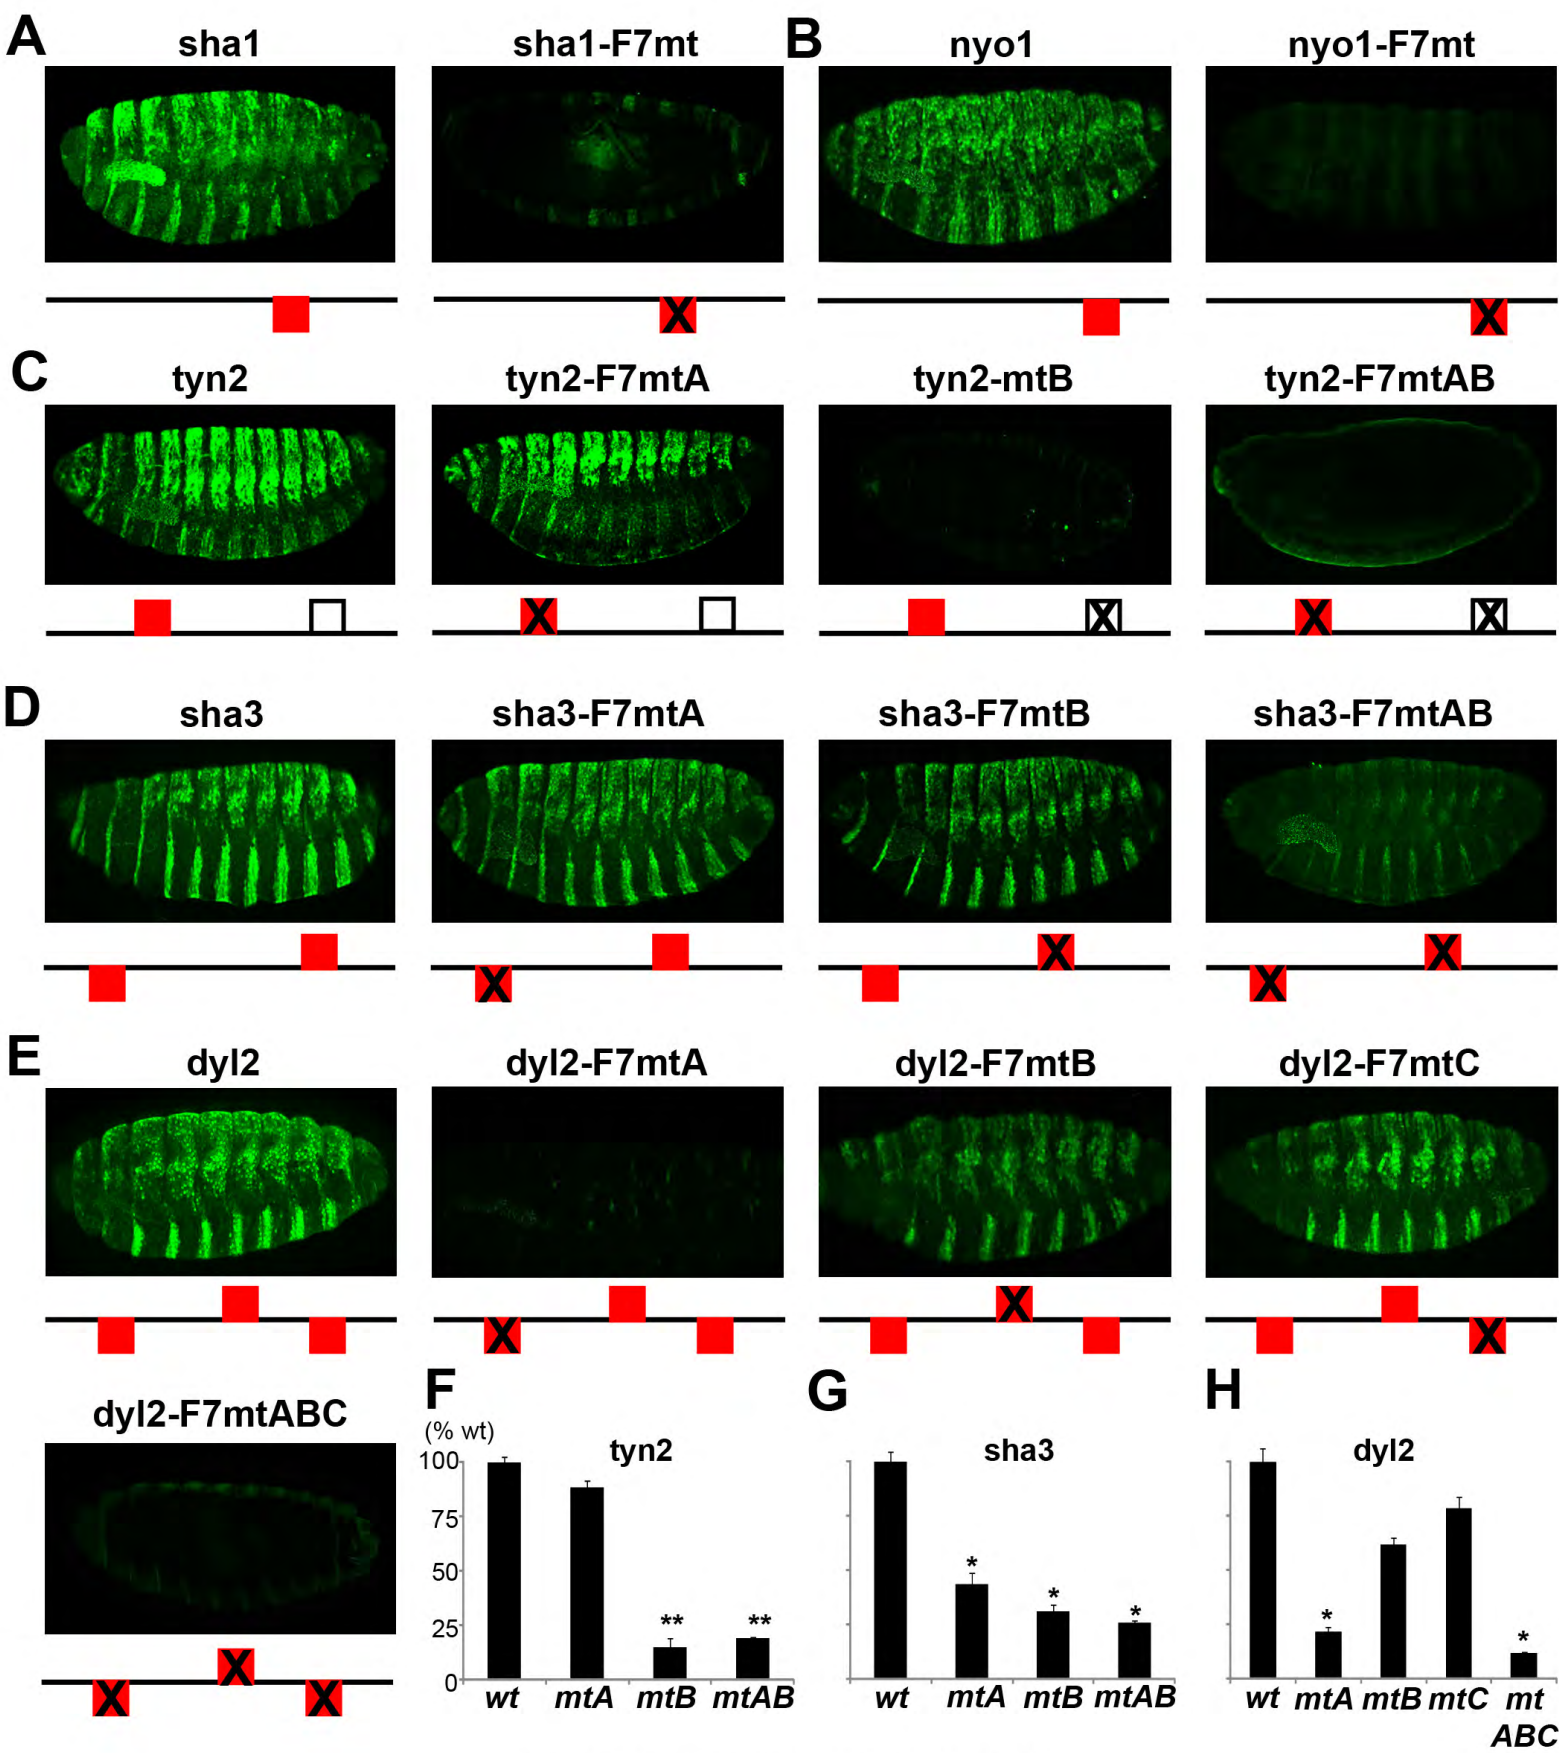 A
sha1
sha1-F7mt
B
nyo1
nyo1-F7mt
X
X
C
tyn2
tyn2-F7mtA
tyn2-mtB
tyn2-F7mtAB
X
X
X
X
D
sha3
sha3-F7mtA
sha3-F7mtB
sha3-F7mtAB
X
X
X
X
E
dyl2
dyl2-F7mtA
dyl2-F7mtB
dyl2-F7mtC
X
X
X
dyl2-F7mtABC
X
X
X
F
(% wt)
tyn2
100
75
50
25
0
** **
wt mtA mtB mtAB
G
sha3
* * *
wt mtA mtB mtAB
H
dyl2
* *
wt mtA mtB mtC mt
ABC